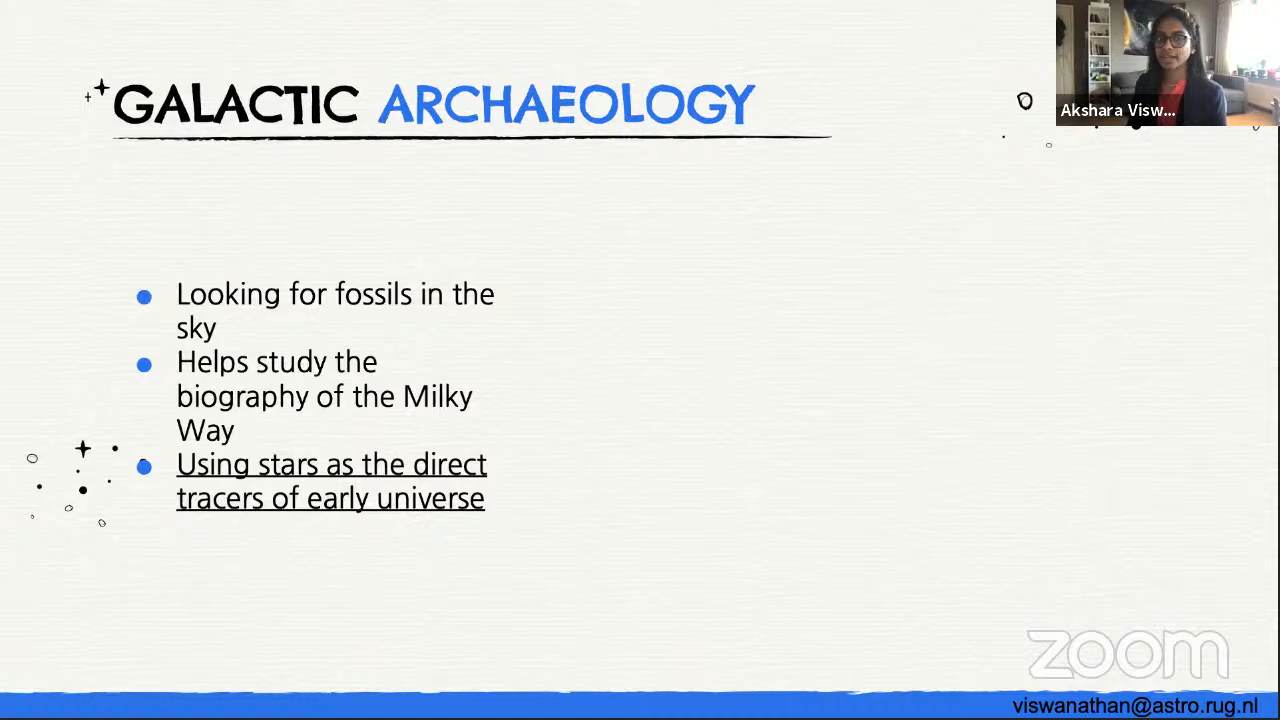 GALACTIC ARCHAEOLOGY
Akshara Visw...
Looking for fossils in the
sky
Helps study the
biography of the Milky
Way
Using stars as the direct
tracers of early universe
zoom
viswanathan@astro.rug.nl